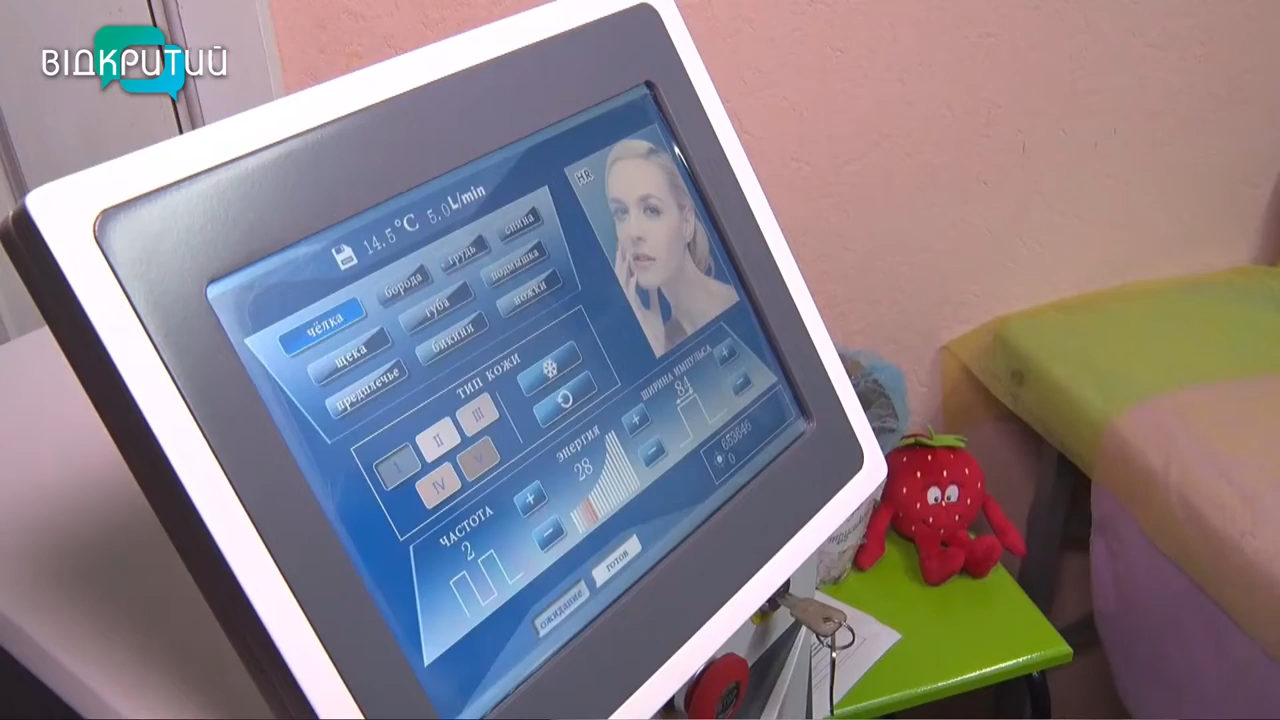 ВІДКРИТИЙ
14.5°C 5.0L/min
HR
чёлка борода грудь спина
щека губа подмышка
предплечье бикини ножки
ТИП КОЖИ
I II III
IV V
ЧАСТОТА
2
+
-
энергия
28
+
-
ШИРИНА ИМПУЛЬСА
84
+
-
653646
0
ожидание готов